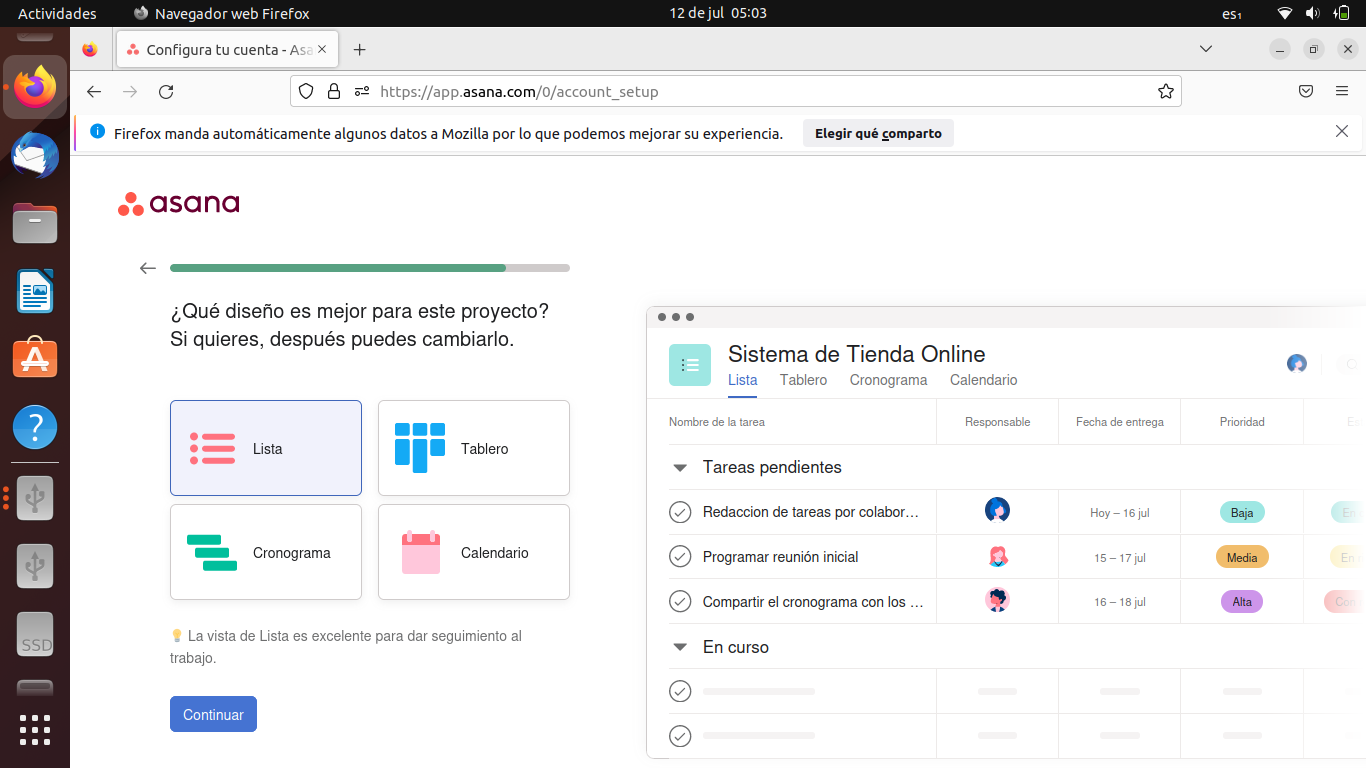 Actividades
Navegador web Firefox
12 de jul 05:03
es₁
Configura tu cuenta - Asa
https://app.asana.com/0/account_setup
Firefox manda automáticamente algunos datos a Mozilla por lo que podemos mejorar su experiencia.
Elegir qué comparto
asana
¿Qué diseño es mejor para este proyecto?
Si quieres, después puedes cambiarlo.
Lista
Tablero
Cronograma
Calendario
La vista de Lista es excelente para dar seguimiento al
trabajo.
Continuar
Sistema de Tienda Online
Lista Tablero Cronograma Calendario
Nombre de la tarea Responsable Fecha de entrega Prioridad
Tareas pendientes
Redaccion de tareas por colabor… Hoy – 16 jul Baja En
Programar reunión inicial 15 – 17 jul Media En
Compartir el cronograma con los … 16 – 18 jul Alta Con
En curso
SSD